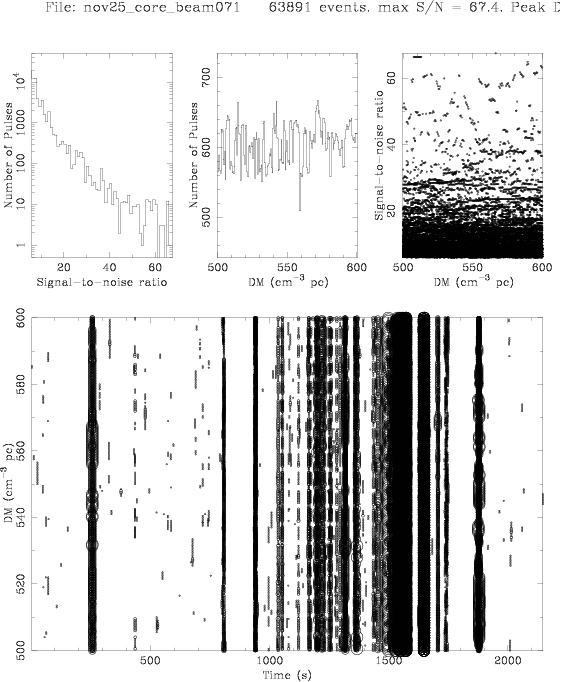 File: nov25_core_beam071 63891 events. max S/N = 67.4. Peak D
Number of Pulses
10⁴
1000
100
10
1
20 40 60
Signal-to-noise ratio
Number of Pulses
700
600
500
500 550 600
DM (cm⁻³ pc)
Signal-to-noise ratio
60
40
20
500 550 600
DM (cm⁻³ pc)
DM (cm⁻³ pc)
600
580
560
540
520
500
500 1000 1500 2000
Time (s)